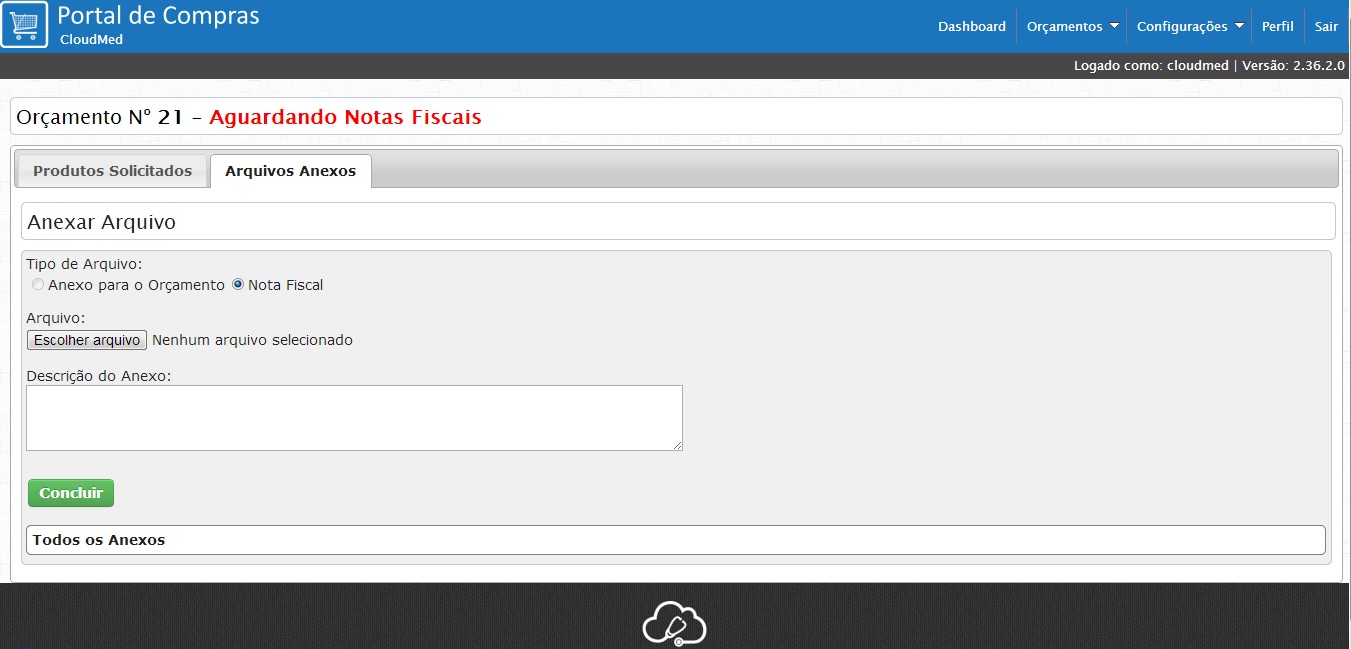 Portal de Compras
CloudMed
Dashboard Orçamentos Configurações Perfil Sair
Logado como: cloudmed | Versão: 2.36.2.0
Orçamento N° 21 - Aguardando Notas Fiscais
Produtos Solicitados Arquivos Anexos
Anexar Arquivo
Tipo de Arquivo:
Anexo para o Orçamento Nota Fiscal
Arquivo:
Escolher arquivo Nenhum arquivo selecionado
Descrição do Anexo:
Concluir
Todos os Anexos